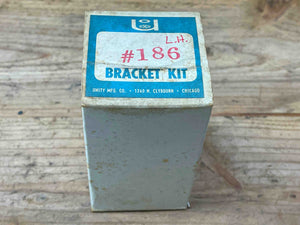 L.H.
#186
BRACKET KIT
UNITY MFG. CO. • 1260 N. CLYBOURN • CHICAGO